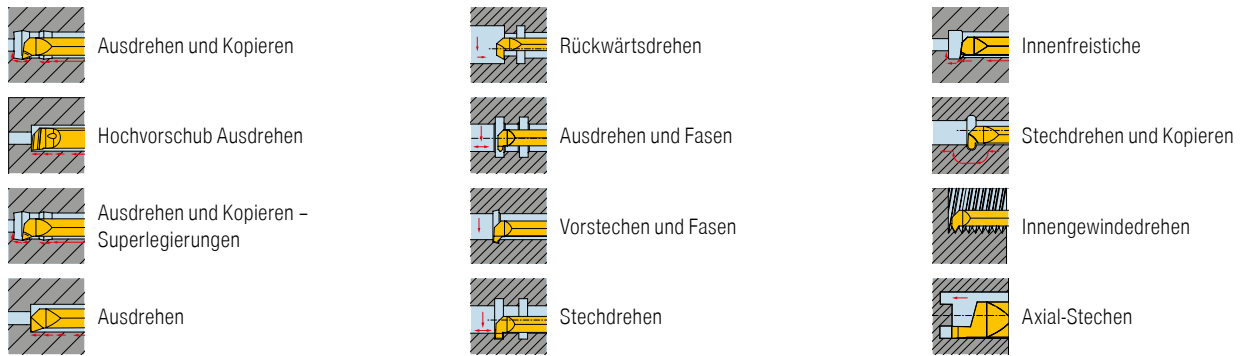 Ausdrehen und Kopieren
Hochvorschub Ausdrehen
Ausdrehen und Kopieren –
Superlegierungen
Ausdrehen
Rückwärtsdrehen
Ausdrehen und Fasen
Vorstechen und Fasen
Stechdrehen
Innenfreistiche
Stechdrehen und Kopieren
Innengewindedrehen
Axial-Stechen